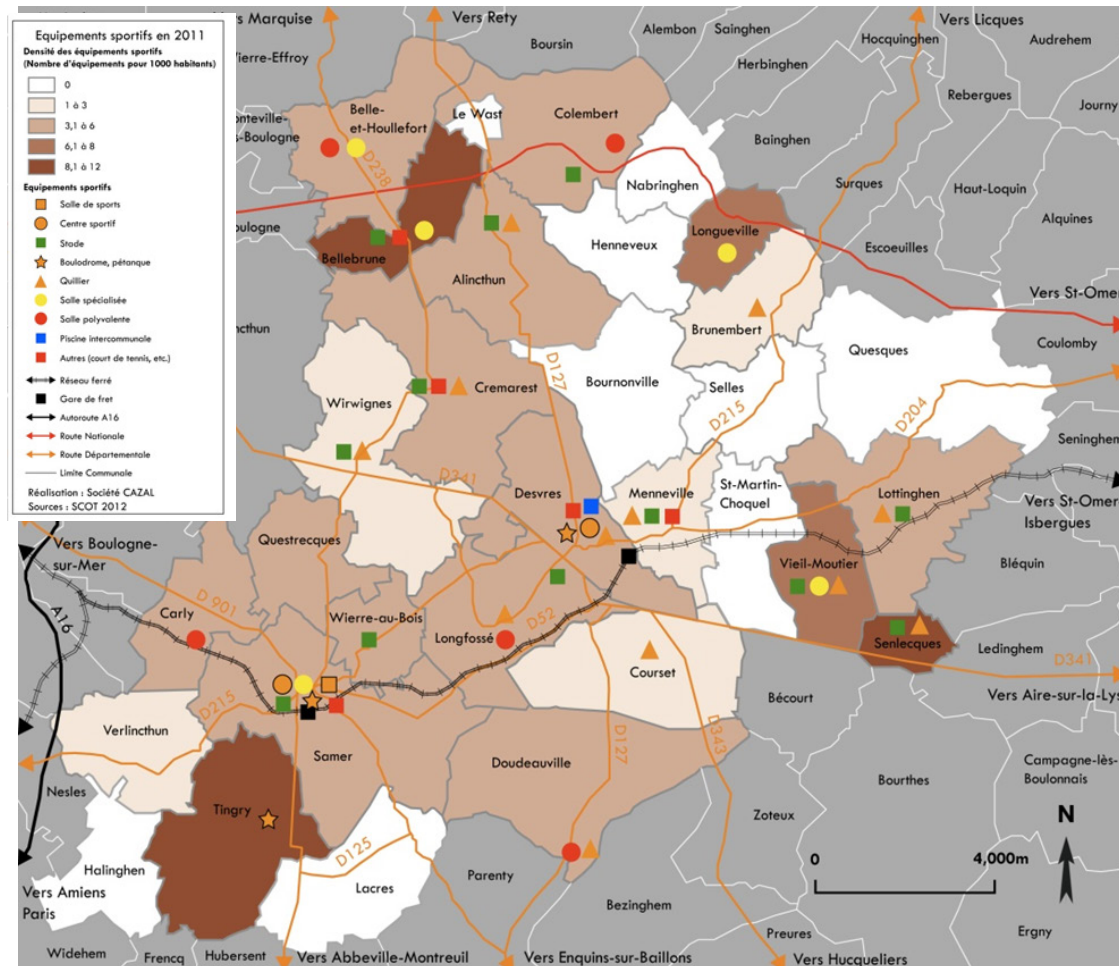 Equipements sportifs en 2011
Densité des équipements sportifs
(Nombre d'équipements pour 1000 habitants)
0
1 à 3
3,1 à 6
6,1 à 8
8,1 à 12
Equipements sportifs
Salle de sports
Centre sportif
Stade
Boulodrome, pétanque
Quillier
Salle spécialisée
Salle polyvalente
Piscine intercommunale
Autres (court de tennis, etc.)
Réseau ferré
Gare de fret
Autoroute A16
Route Nationale
Route Départementale
Limite Communale
Réalisation : Société CAZAL
Sources : SCOT 2012
Vers Marquise
Vers Rety
Vers Licques
Boursin
Alembon
Sainghen
Hocquinghen
Audrehem
Herbinghen
Rebergues
Journy
Belle-et-Houllefort
Le Wast
Colembert
Bainghen
D238
Nabringhen
Surques
Haut-Loquin
Alquines
Henneveux
Longueville
Escoeuilles
Bellebrune
Alincthun
Vers St-Omer
Brunembert
Coulomby
Quesques
D127
Cremarest
Bournonville
Selles
Wirwignes
D215
D204
Seninghem
D341
Desvres
Menneville
St-Martin-
Choquel
Lottinghen
Vers St-Omer
Isbergues
Vers Boulogne-
sur-Mer
Questrecques
Vieil-Moutier
Bléquin
A16
D 901
Carly
Wierre-au-Bois
Longfossé
D52
Senlecques
Ledinghem
D341
Courset
Bécourt
Vers Aire-sur-la-Lys
D215
Verlincthun
Samer
Doudeauville
D127
D343
Campagne-lès-
Boulonnais
Nesles
Bourthes
Tingry
Zoteux
N
D125
Halinghen
0
4,000m
Vers Amiens
Paris
Lacres
Parenty
Bezinghem
Widehem
Frencq
Hubersent
Vers Abbeville-Montreuil
Vers Enquins-sur-Baillons
Preures
Vers Hucqueliers
Ergny